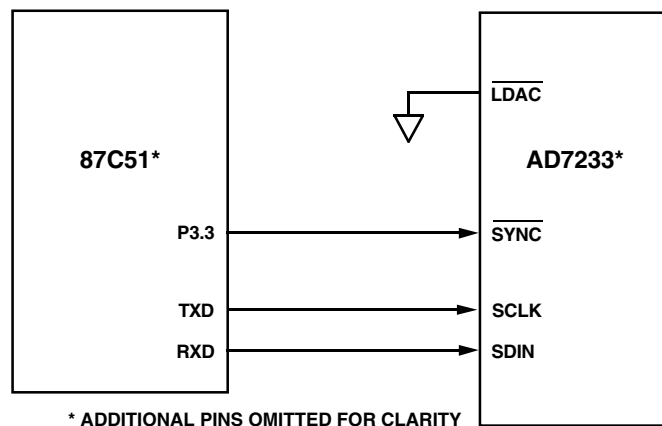 LDAC
87C51*
AD7233*
P3.3
SYNC
TXD
SCLK
RXD
SDIN
* ADDITIONAL PINS OMITTED FOR CLARITY